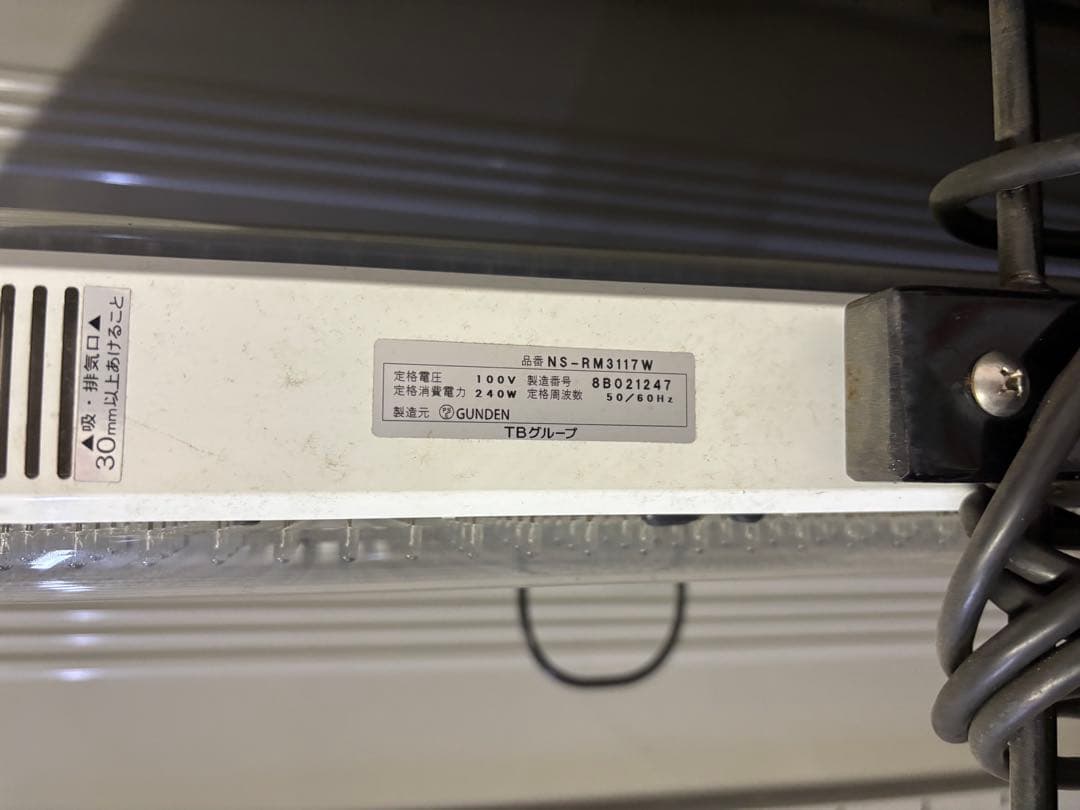 ▲吸・排気口▲
30mm以上あけること
品番 NS-RM3117W
定格電圧 100V 製造番号 8B021247
定格消費電力 240W 定格周波数 50/60Hz
製造元 GUNDEN
TBグループ